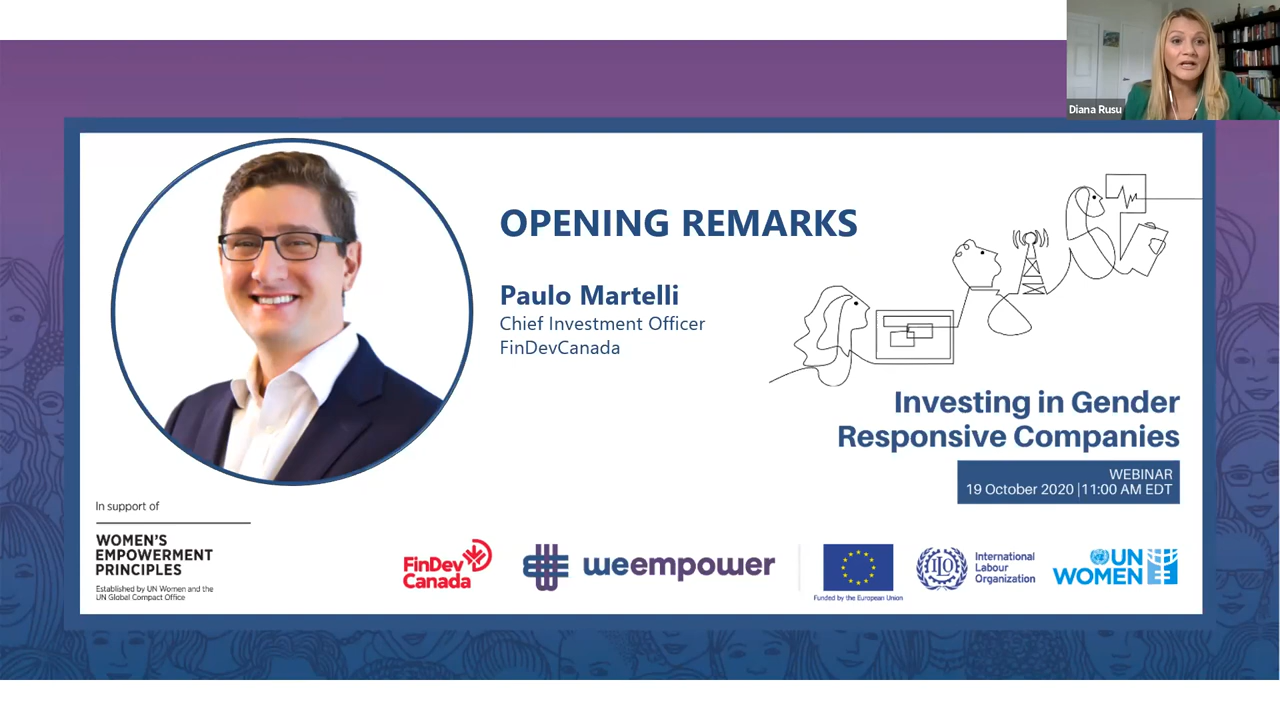 Diana Rusu
OPENING REMARKS
Paulo Martelli
Chief Investment Officer
FinDevCanada
Investing in Gender
Responsive Companies
WEBINAR
19 October 2020 |11:00 AM EDT
In support of
WOMEN'S
EMPOWERMENT
PRINCIPLES
Established by UN Women and the
UN Global Compact Office
FinDev
Canada
weempower
Funded by the European Union
ILO
International
Labour
Organization
UN
WOMEN